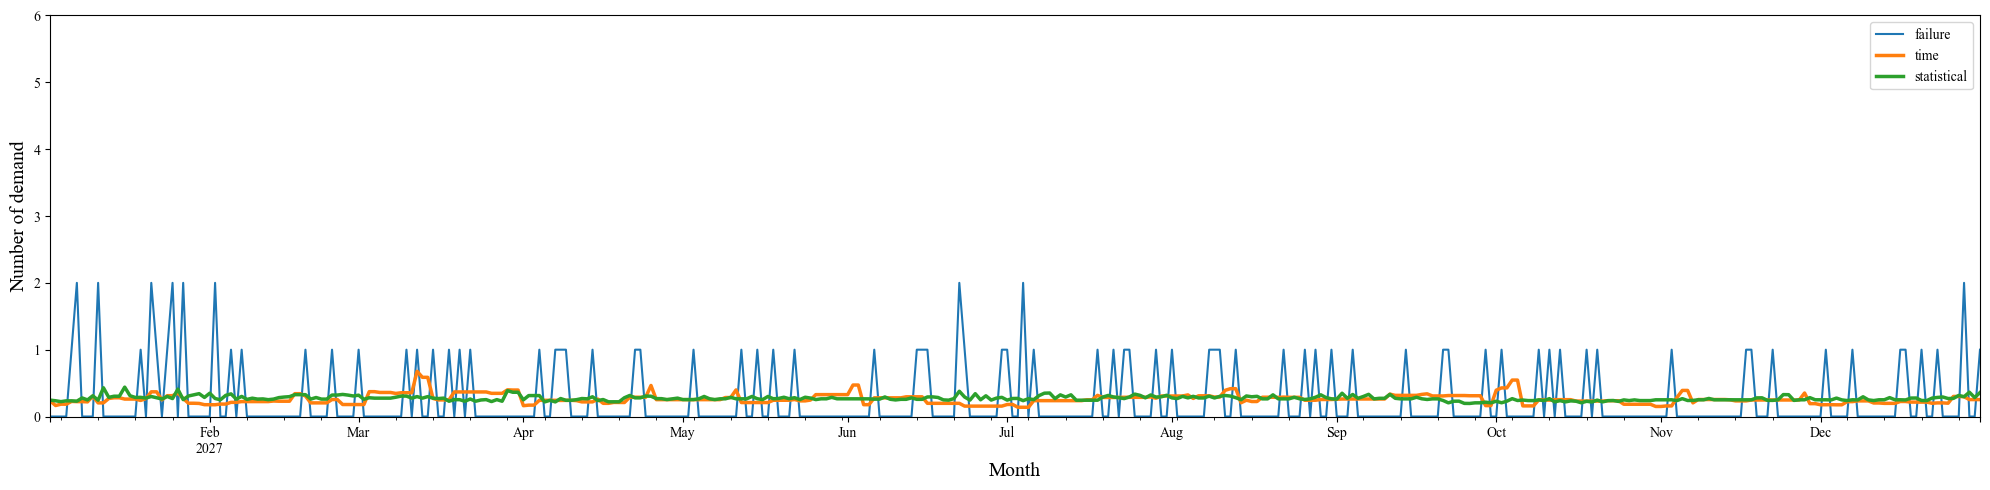 6
5
4
3
2
1
0
Number of demand
failure
time
statistical
Feb
2027
Mar
Apr
May
Jun
Jul
Aug
Sep
Oct
Nov
Dec
Month